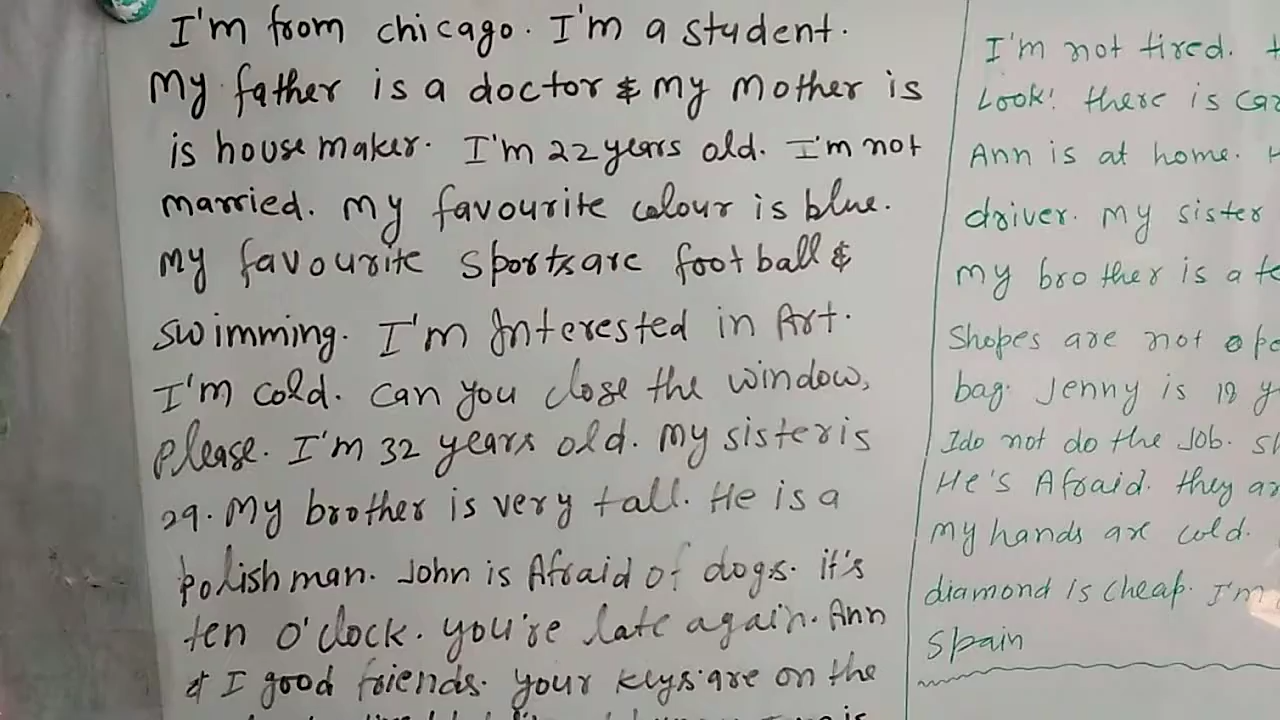 I'm from chicago. I'm a student.
My father is a doctor & my mother is
is house maker. I'm 22 years old. I'm not
married. my favourite colour is blue.
my favourite sports are football &
swimming. I'm Interested in Art.
I'm cold. can you close the window,
please. I'm 32 years old. my sister is
29. My brother is very tall. He is a
polish man. John is Afraid of dogs. it's
ten o'clock. you're late again. Ann
& I good friends. your keys are on the
I'm not tired.
Look! there is
Ann is at home.
driver. my sister
my brother is a
Shopes are not
bag. Jenny is 18
I do not do the Job.
He's Afraid. they
my hands are cold.
diamond is cheap. I'm
spain